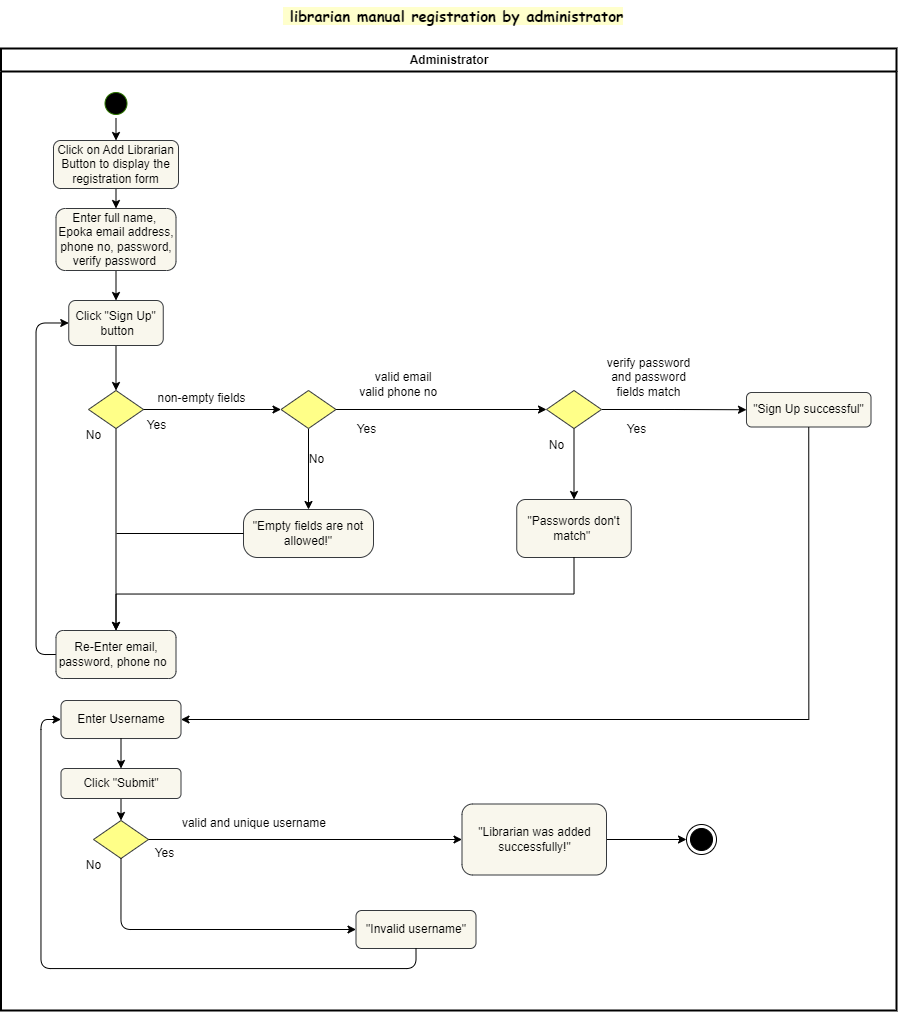 librarian manual registration by administrator
Administrator
Click on Add Librarian
Button to display the
registration form
Enter full name,
Epoka email address,
phone no, password,
verify password
Click "Sign Up"
button
non-empty fields
Yes
No
valid email
valid phone no
Yes
No
verify password
and password
fields match
Yes
No
"Sign Up successful"
"Empty fields are not
allowed!"
"Passwords don't
match"
Re-Enter email,
password, phone no
Enter Username
Click "Submit"
valid and unique username
Yes
No
"Librarian was added
successfully!"
"Invalid username"